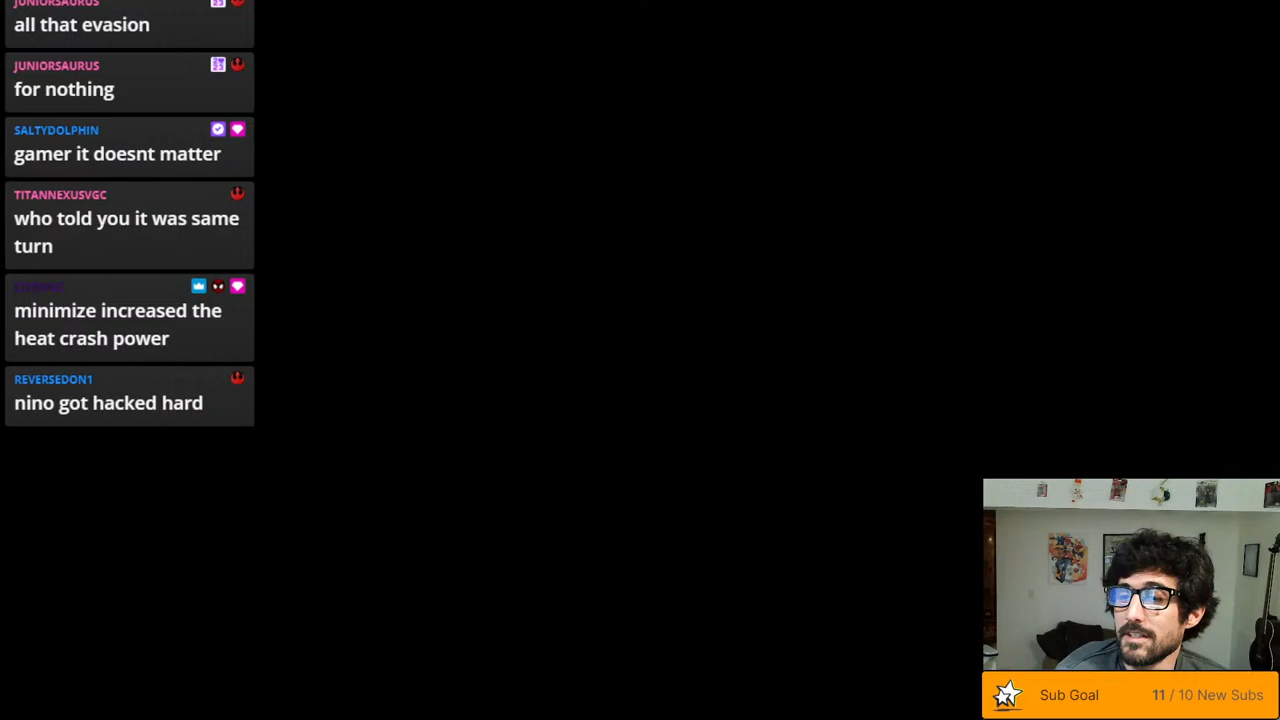 JUNIORSAURUS
all that evasion
JUNIORSAURUS
for nothing
SALTYDOLPHIN
gamer it doesnt matter
TITANNEXUSVGC
who told you it was same
turn
minimize increased the
heat crash power
REVERSEDON1
nino got hacked hard
Sub Goal
11 / 10 New Subs